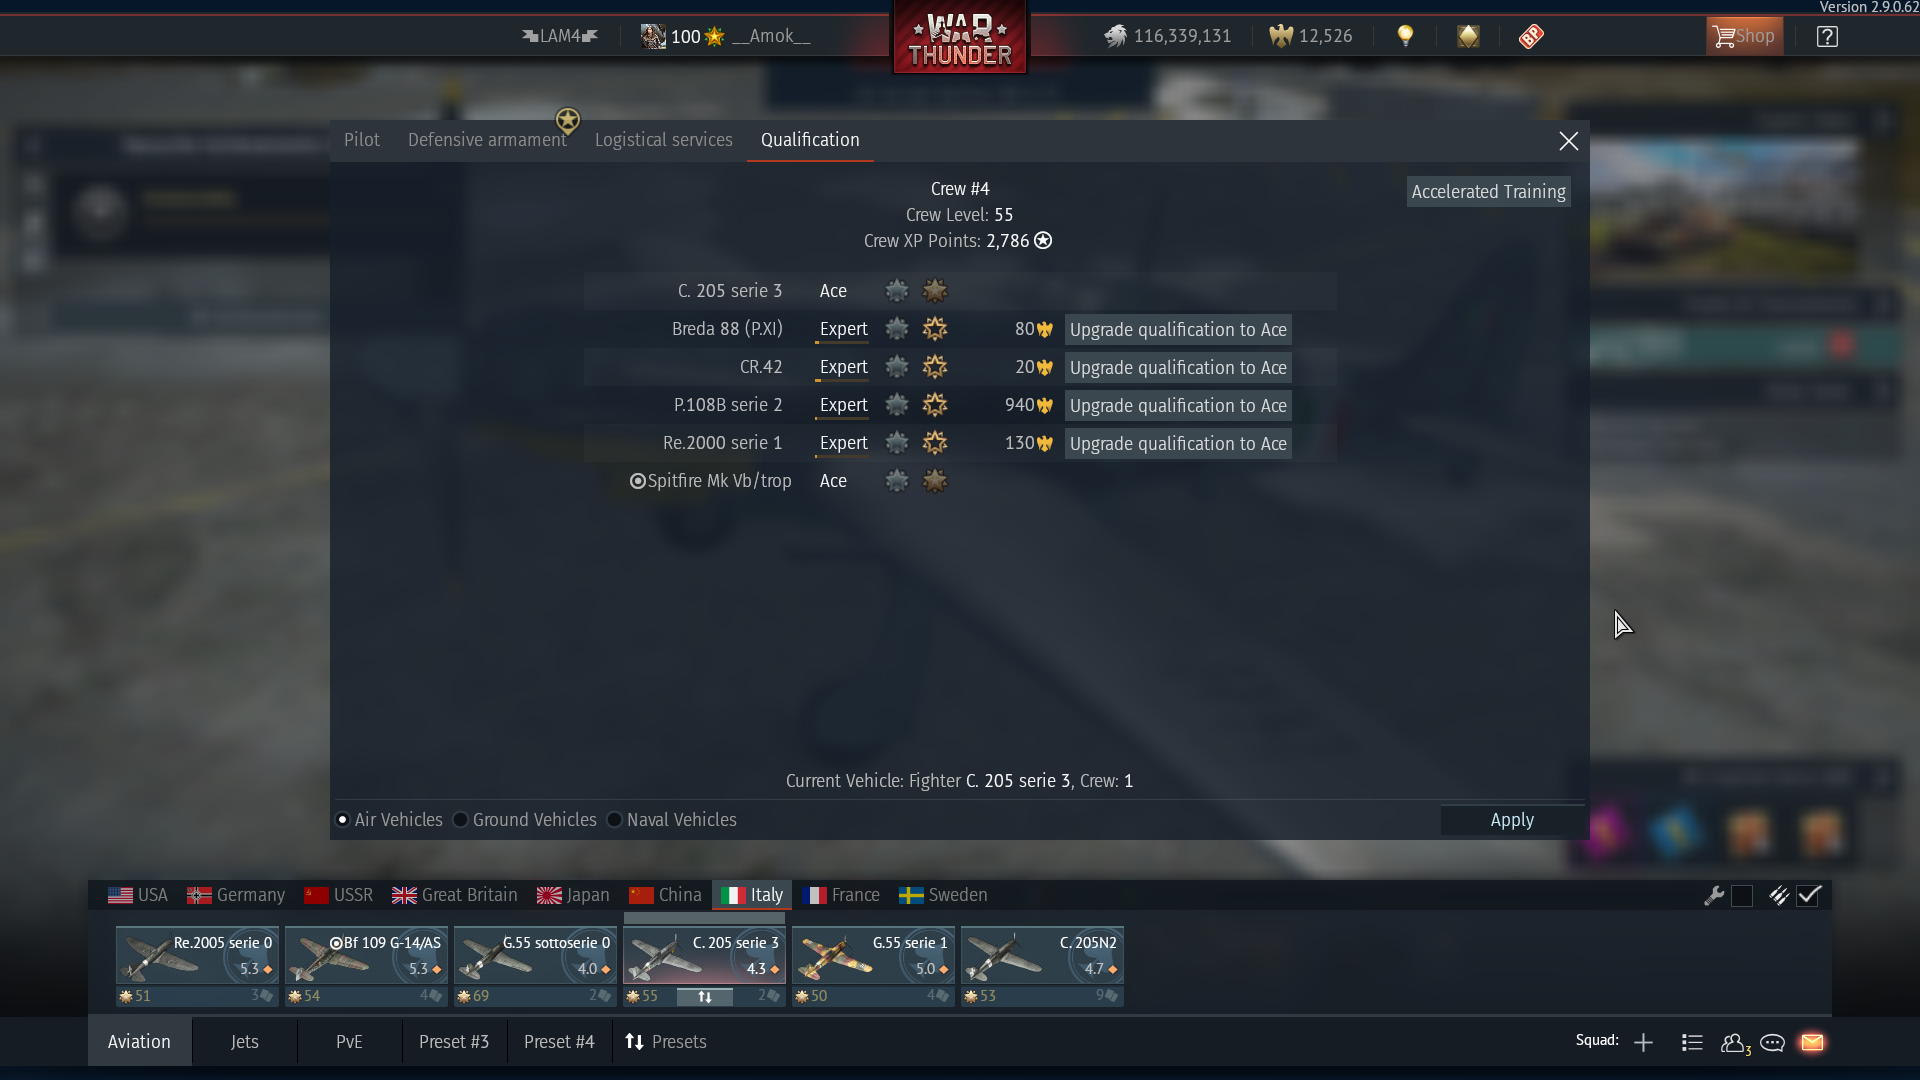 Version 2.9.0.62
LAM4
100 __Amok__
WAR THUNDER
116,339,131
12,526
BP
Shop
?
Pilot
Defensive armament
Logistical services
Qualification
Crew #4
Crew Level: 55
Crew XP Points: 2,786
Accelerated Training
C. 205 serie 3 Ace
Breda 88 (P.XI) Expert 80 Upgrade qualification to Ace
CR.42 Expert 20 Upgrade qualification to Ace
P.108B serie 2 Expert 940 Upgrade qualification to Ace
Re.2000 serie 1 Expert 130 Upgrade qualification to Ace
Spitfire Mk Vb/trop Ace
Current Vehicle: Fighter C. 205 serie 3, Crew: 1
Air Vehicles Ground Vehicles Naval Vehicles
Apply
USA Germany USSR Great Britain Japan China Italy France Sweden
Re.2005 serie 0 Bf 109 G-14/AS G.55 sottoserie 0 C. 205 serie 3 G.55 serie 1 C. 205N2
5.3 5.3 4.0 4.3 5.0 4.7
51 3 54 4 69 2 55 2 50 4 53 9
Aviation Jets PvE Preset #3 Preset #4 Presets
Squad: 3